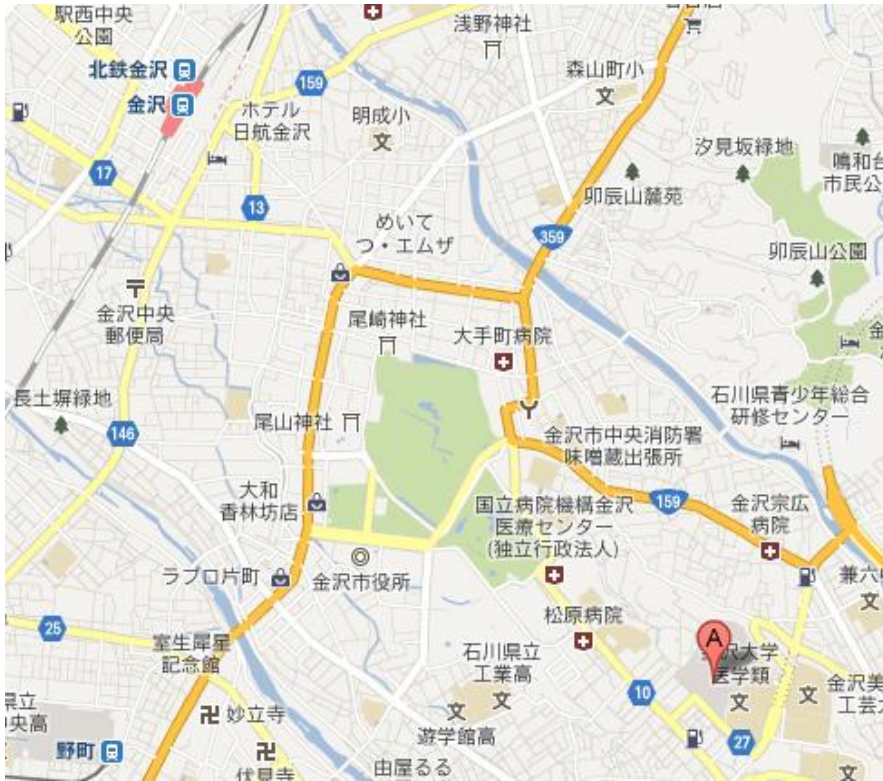 駅西中央
公園
北鉄金沢
金沢
ホテル
日航金沢
159
明成小
文
浅野神社
森山町小
文
汐見坂緑地
鳴和台
市民公
卯辰山麓苑
17
13
359
めいて
つ・エムザ
卯辰山公園
金沢中央
郵便局
尾崎神社
大手町病院
長土塀緑地
尾山神社
146
石川県青少年総合
研修センター
金沢市中央消防署
味噌蔵出張所
大和
香林坊店
国立病院機構金沢
医療センター
(独立行政法人)
159
金沢宗広
病院
ラブロ片町
金沢市役所
松原病院
兼六
文
25
室生犀星
記念館
石川県立
工業高
文
文
A
金沢大学
医学類
文
文
金沢美
工芸
10
27
県立
中央高
妙立寺
遊学館高
野町
伏見寺
由屋るる
文